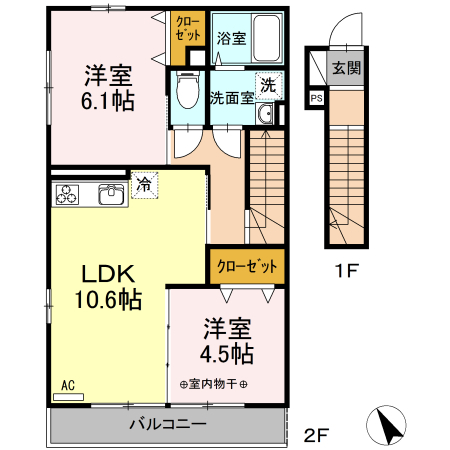 クロー
ゼット
浴室
洋室
6.1帖
洗面室
洗
玄関
PS
冷
LDK
10.6帖
クローゼット
1F
洋室
4.5帖
室内物干
AC
バルコニー
2F